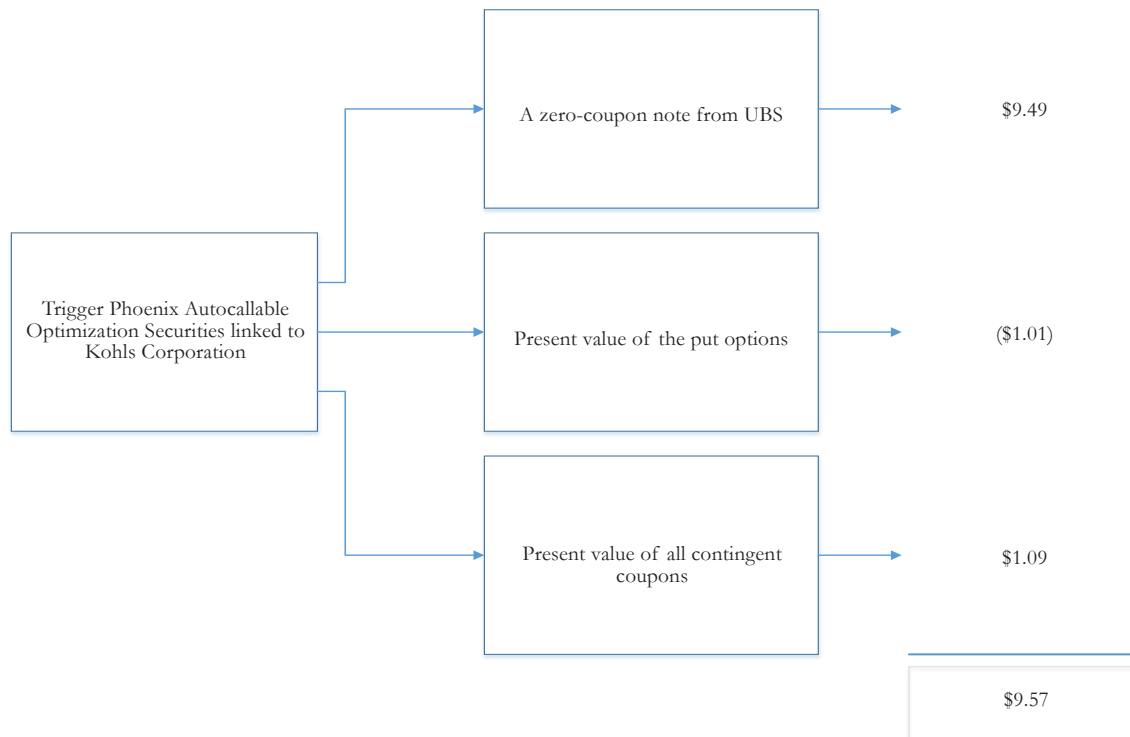 A zero-coupon note from UBS
$9.49
Trigger Phoenix Autocallable
Optimization Securities linked to
Kohls Corporation
Present value of the put options
($1.01)
Present value of all contingent
coupons
$1.09
$9.57